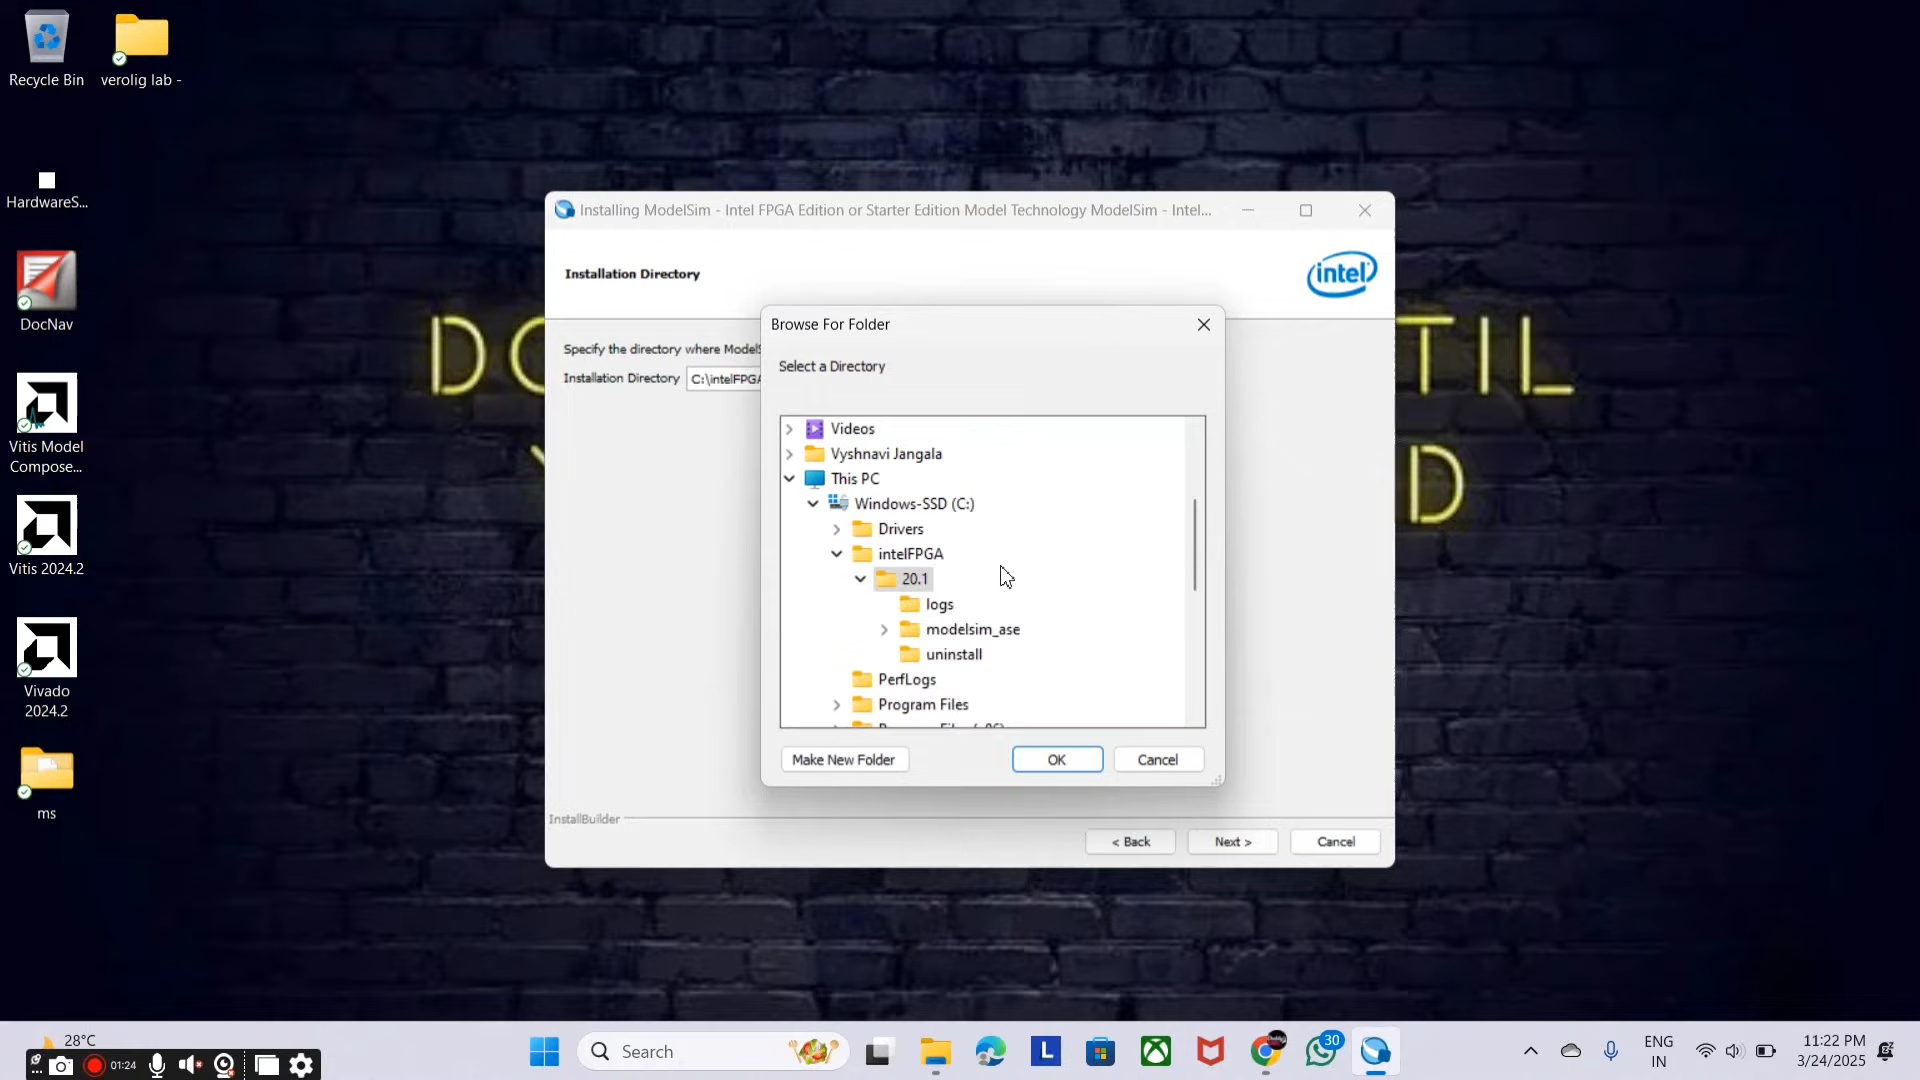 Recycle Bin
verolig lab -
HardwareS...
DocNav
Vitis Model
Compose...
Vitis 2024.2
Vivado
2024.2
ms
Installing ModelSim - Intel FPGA Edition or Starter Edition Model Technology ModelSim - Intel...
Installation Directory
intel
Specify the directory where
Installation Directory
C:\intelFPGA
Browse For Folder
Select a Directory
Videos
Vyshnavi Jangala
This PC
Windows-SSD (C:)
Drivers
intelFPGA
20.1
logs
modelsim_ase
uninstall
PerfLogs
Program Files
Make New Folder
OK
Cancel
InstallBuilder
< Back
Next >
Cancel
DO
TIL
D
28°C
01:24
Search
L
30
ENG
IN
11:22 PM
3/24/2025